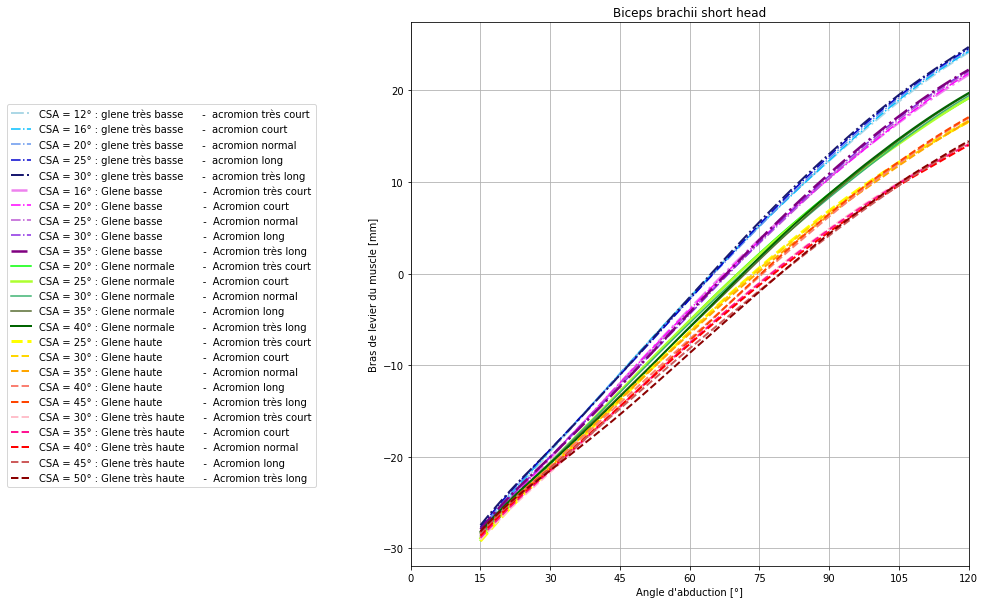 Biceps brachii short head
CSA = 12° : glene très basse - acromion très court
CSA = 16° : glene très basse - acromion court
CSA = 20° : glene très basse - acromion normal
CSA = 25° : glene très basse - acromion long
CSA = 30° : glene très basse - acromion très long
CSA = 16° : Glene basse - Acromion très court
CSA = 20° : Glene basse - Acromion court
CSA = 25° : Glene basse - Acromion normal
CSA = 30° : Glene basse - Acromion long
CSA = 35° : Glene basse - Acromion très long
CSA = 20° : Glene normale - Acromion très court
CSA = 25° : Glene normale - Acromion court
CSA = 30° : Glene normale - Acromion normal
CSA = 35° : Glene normale - Acromion long
CSA = 40° : Glene normale - Acromion très long
CSA = 25° : Glene haute - Acromion très court
CSA = 30° : Glene haute - Acromion court
CSA = 35° : Glene haute - Acromion normal
CSA = 40° : Glene haute - Acromion long
CSA = 45° : Glene haute - Acromion très long
CSA = 30° : Glene très haute - Acromion très court
CSA = 35° : Glene très haute - Acromion court
CSA = 40° : Glene très haute - Acromion normal
CSA = 45° : Glene très haute - Acromion long
CSA = 50° : Glene très haute - Acromion très long
Bras de levier du muscle [mm]
20
10
0
−10
−20
−30
0 15 30 45 60 75 90 105 120
Angle d'abduction [°]